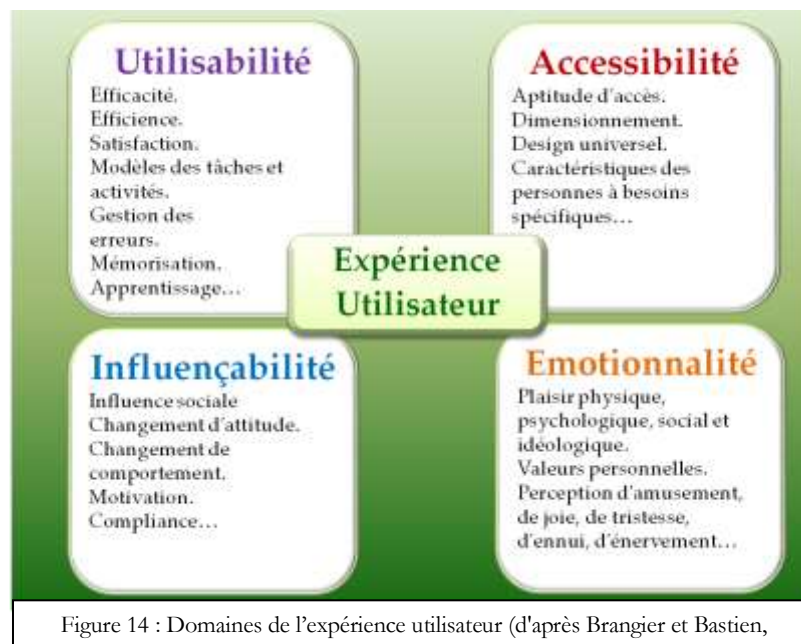 Utilisabilité
Efficacité.
Efficience.
Satisfaction.
Modèles des tâches et
activités.
Gestion des
erreurs.
Mémorisation.
Apprentissage…
Accessibilité
Aptitude d'accès.
Dimensionnement.
Design universel.
Caractéristiques des
personnes à besoins
spécifiques…
Expérience
Utilisateur
Influençabilité
Influence sociale
Changement d'attitude.
Changement de
comportement.
Motivation.
Compliance…
Emotionnalité
Plaisir physique,
psychologique, social et
idéologique.
Valeurs personnelles.
Perception d'amusement,
de joie, de tristesse,
d'ennui, d'énervement…
Figure 14 : Domaines de l'expérience utilisateur (d'après Brangier et Bastien,